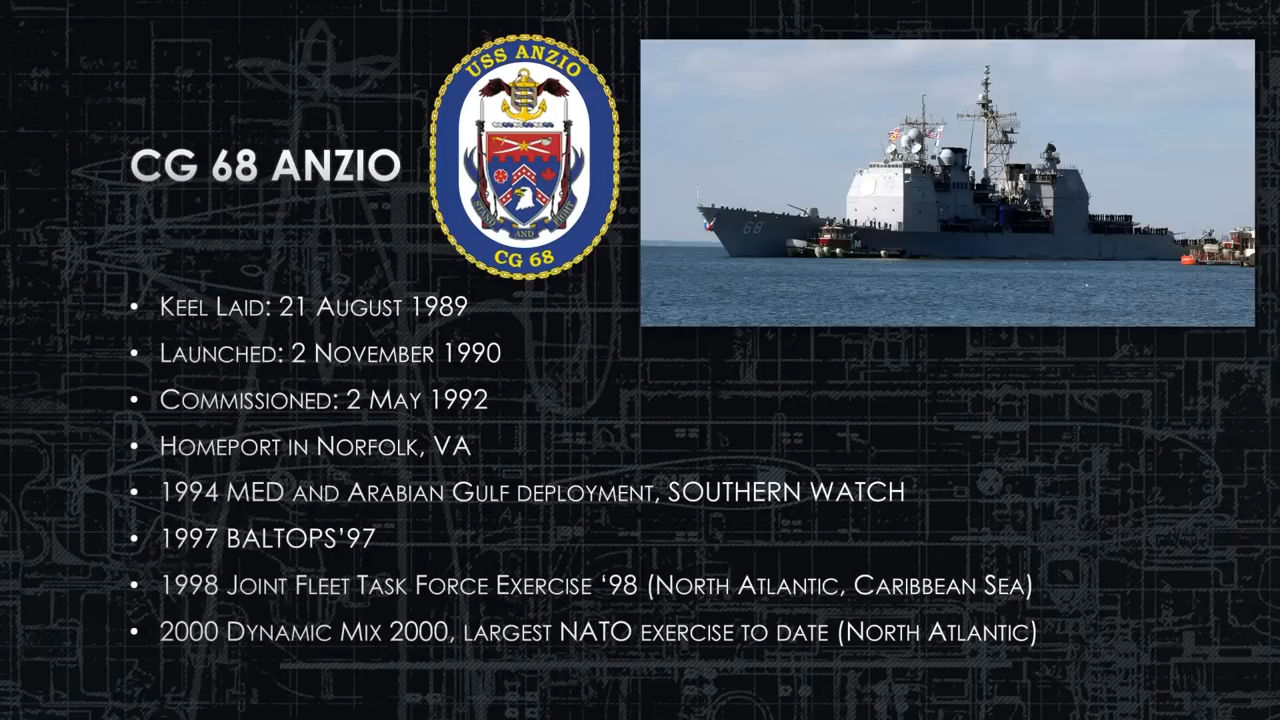 USS ANZIO
CG 68 ANZIO
AND
CG 68
68
M
• Keel Laid: 21 August 1989
• Launched: 2 November 1990
• Commissioned: 2 May 1992
• Homeport in Norfolk, VA
• 1994 MED and Arabian Gulf deployment, SOUTHERN WATCH
• 1997 BALTOPS’97
• 1998 Joint Fleet Task Force Exercise ‘98 (North Atlantic, Caribbean Sea)
• 2000 Dynamic Mix 2000, largest NATO exercise to date (North Atlantic)